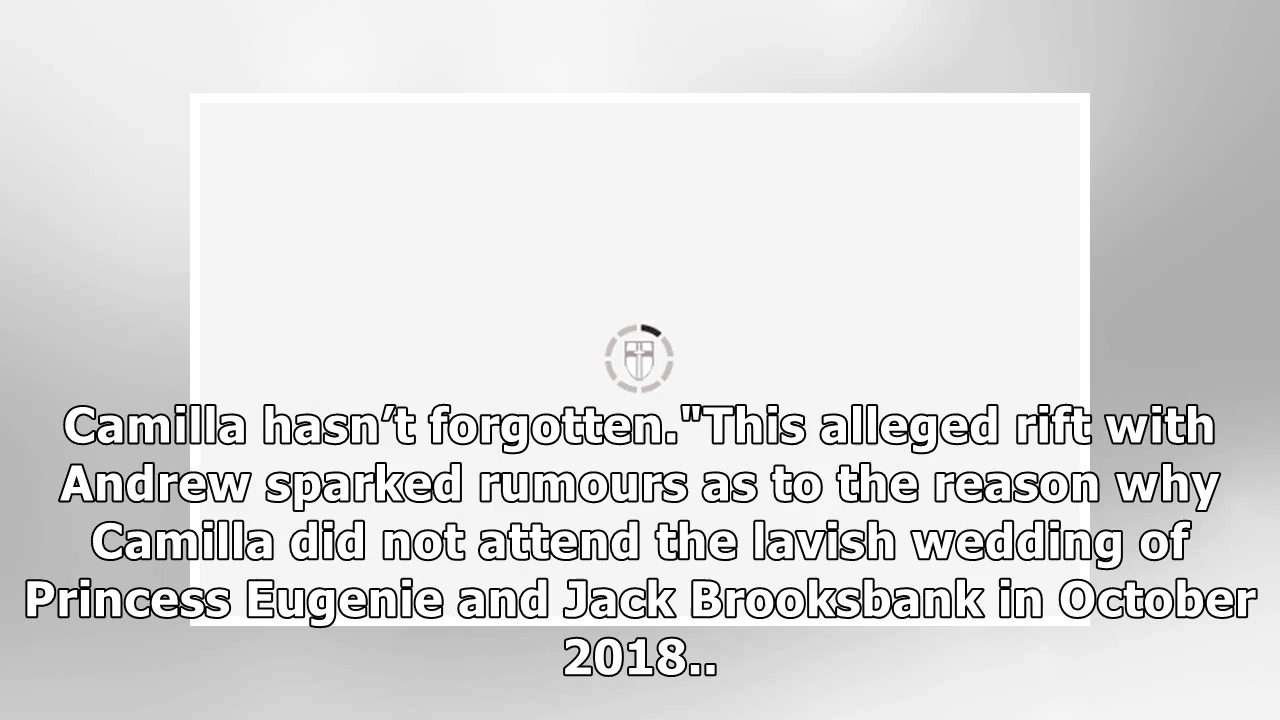 Camilla hasn’t forgotten."This alleged rift with
Andrew sparked rumours as to the reason why
Camilla did not attend the lavish wedding of
Princess Eugenie and Jack Brooksbank in October
2018..